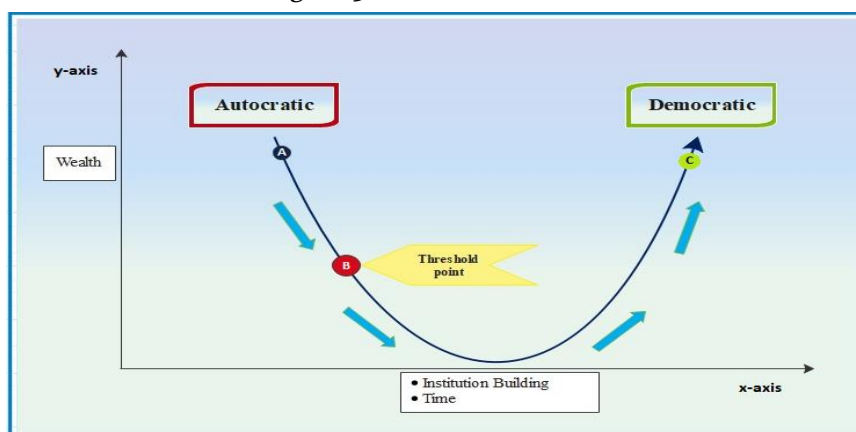 y-axis
Autocratic
Democratic
A
C
Wealth
B
Threshold
point
• Institution Building
• Time
x-axis